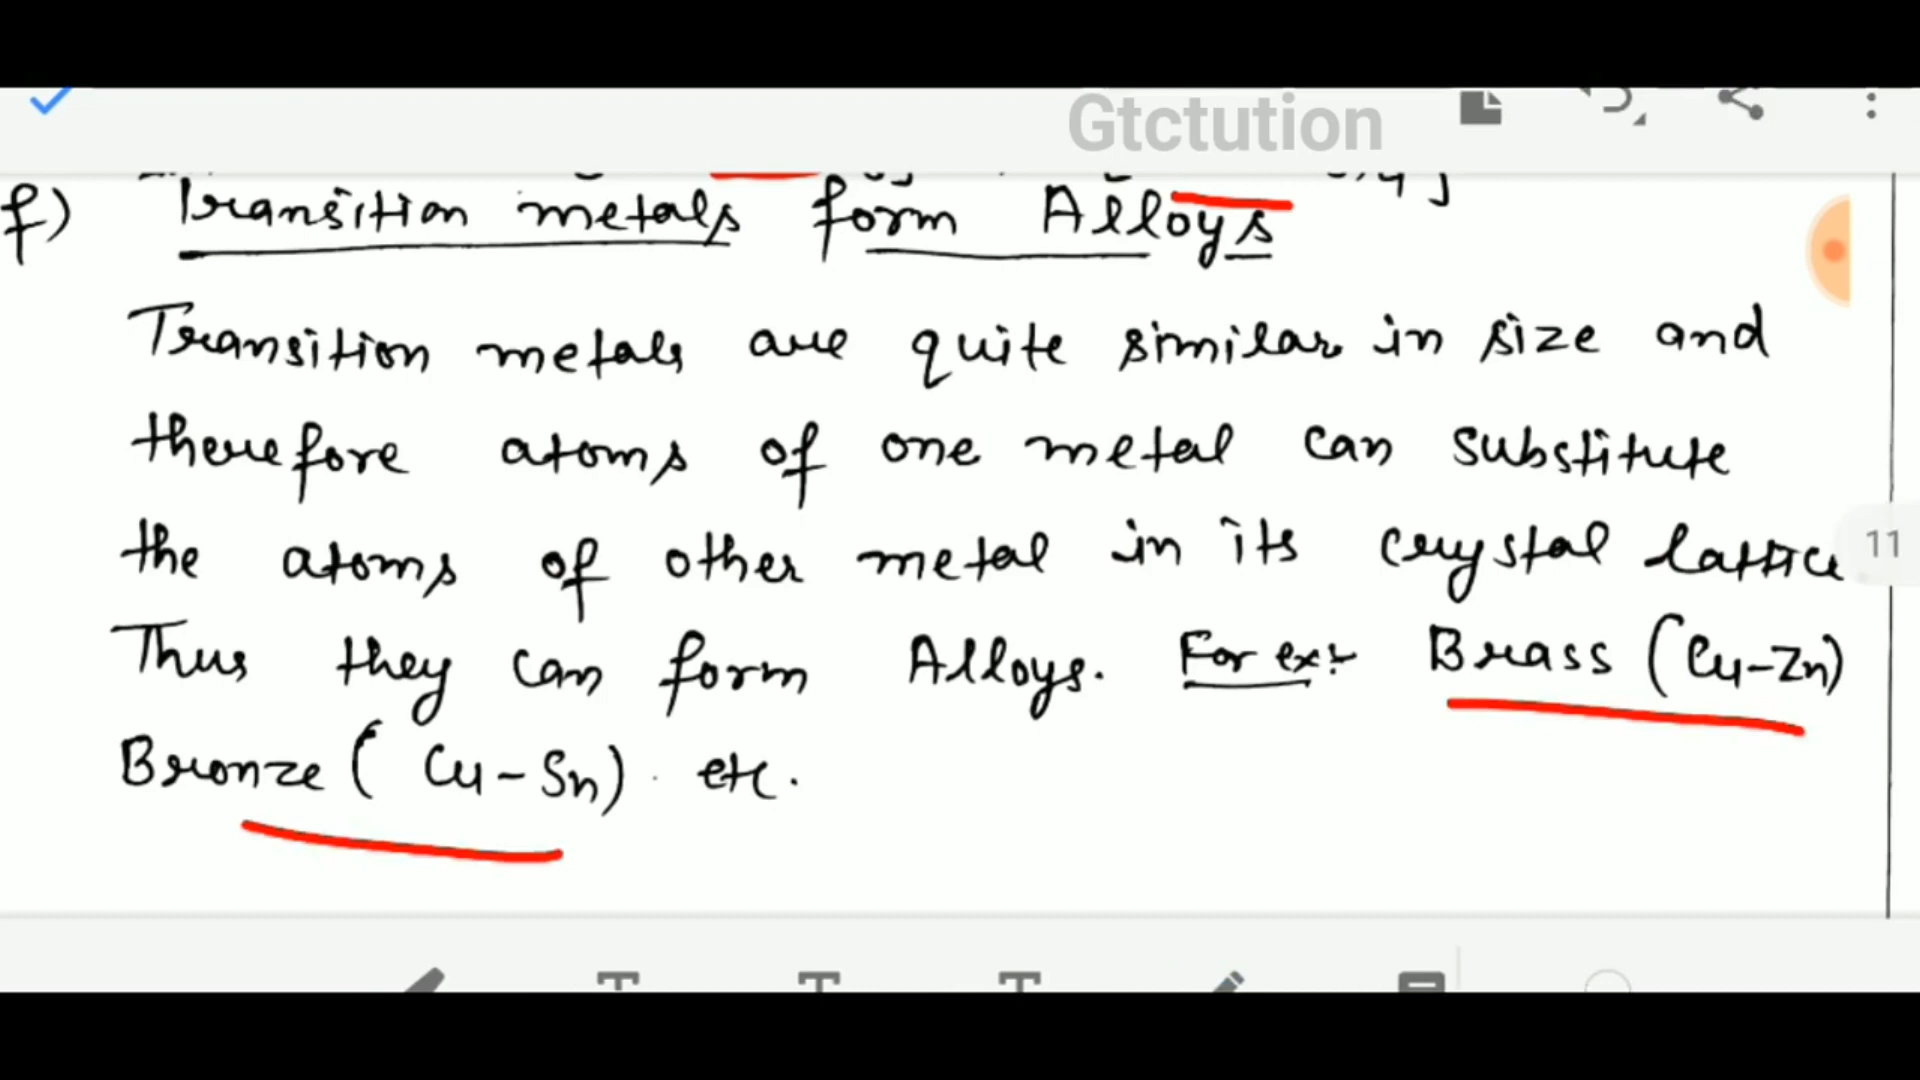 Gtctution
f) Transition metals form Alloys
Transition metals are quite similar in size and
therefore atoms of one metal can substitute
the atoms of other metal in its crystal lattice.
11
Thus they can form Alloys. For ex:- Brass (Cu-Zn)
Bronze (Cu-Sn) etc.